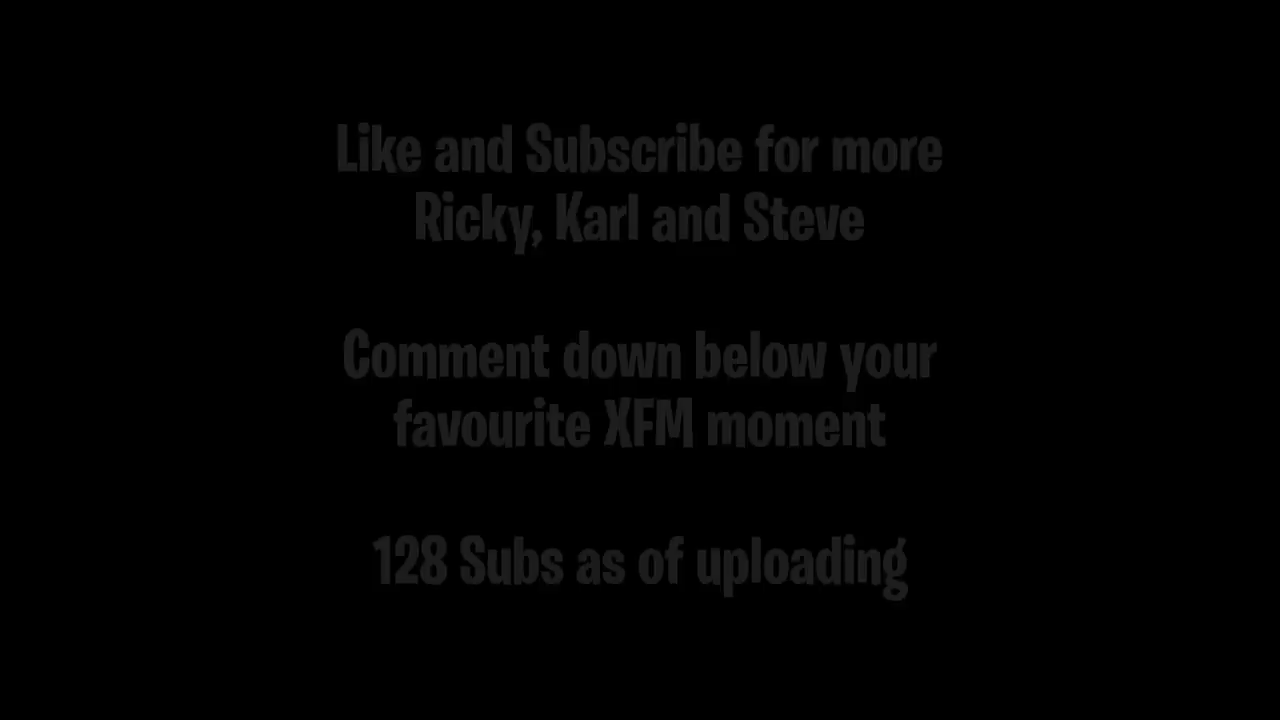 Like and Subscribe for more
Ricky, Karl and Steve
Comment down below your
favourite XFM moment
128 Subs as of uploading